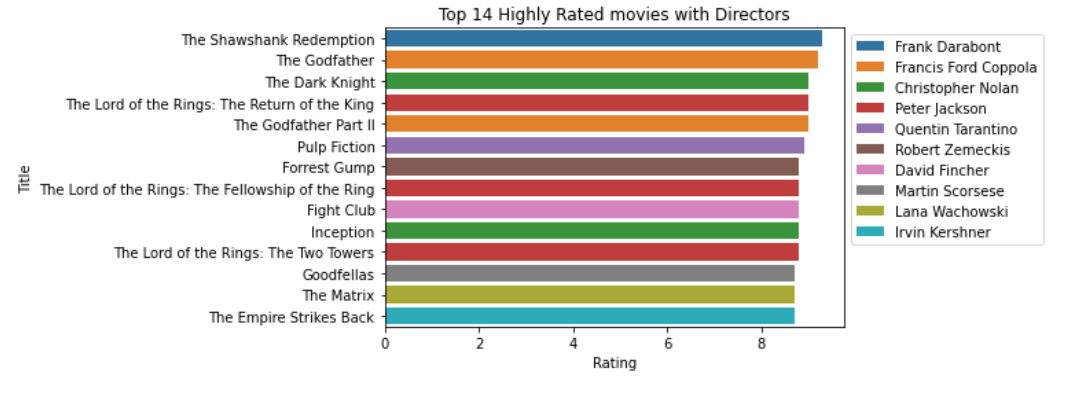 Top 14 Highly Rated movies with Directors
The Shawshank Redemption
The Godfather
The Dark Knight
The Lord of the Rings: The Return of the King
The Godfather Part II
Pulp Fiction
Forrest Gump
The Lord of the Rings: The Fellowship of the Ring
Fight Club
Inception
The Lord of the Rings: The Two Towers
Goodfellas
The Matrix
The Empire Strikes Back
Title
0 2 4 6 8
Rating
Frank Darabont
Francis Ford Coppola
Christopher Nolan
Peter Jackson
Quentin Tarantino
Robert Zemeckis
David Fincher
Martin Scorsese
Lana Wachowski
Irvin Kershner